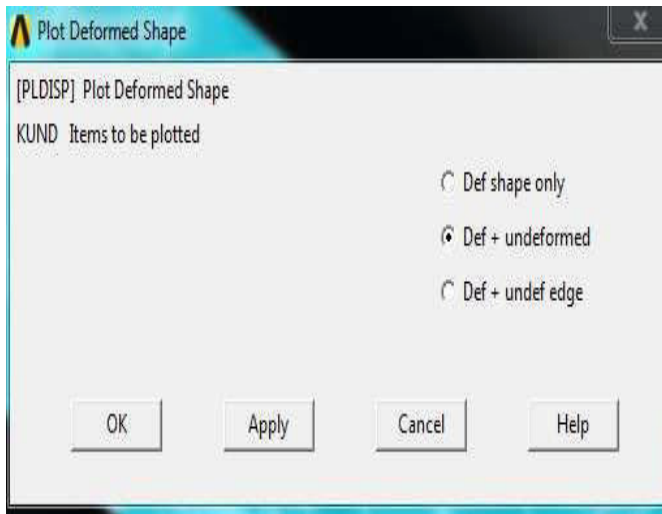 Plot Deformed Shape
[PLDISP] Plot Deformed Shape
KUND Items to be plotted
Def shape only
Def + undeformed
Def + undef edge
OK Apply Cancel Help